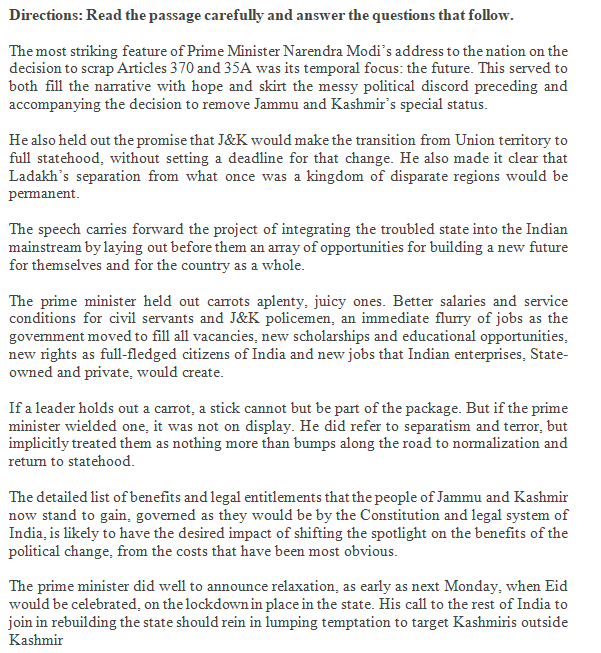 Directions: Read the passage carefully and answer the questions that follow.
The most striking feature of Prime Minister Narendra Modi's address to the nation on the
decision to scrap Articles 370 and 35A was its temporal focus: the future. This served to
both fill the narrative with hope and skirt the messy political discord preceding and
accompanying the decision to remove Jammu and Kashmir's special status.
He also held out the promise that J&K would make the transition from Union territory to
full statehood, without setting a deadline for that change. He also made it clear that
Ladakh's separation from what once was a kingdom of disparate regions would be
permanent.
The speech carries forward the project of integrating the troubled state into the Indian
mainstream by laying out before them an array of opportunities for building a new future
for themselves and for the country as a whole.
The prime minister held out carrots aplenty, juicy ones. Better salaries and service
conditions for civil servants and J&K policemen, an immediate flurry of jobs as the
government moved to fill all vacancies, new scholarships and educational opportunities,
new rights as full-fledged citizens of India and new jobs that Indian enterprises, State-
owned and private, would create.
If a leader holds out a carrot, a stick cannot but be part of the package. But if the prime
minister wielded one, it was not on display. He did refer to separatism and terror, but
implicitly treated them as nothing more than bumps along the road to normalization and
return to statehood.
The detailed list of benefits and legal entitlements that the people of Jammu and Kashmir
now stand to gain, governed as they would be by the Constitution and legal system of
India, is likely to have the desired impact of shifting the spotlight on the benefits of the
political change, from the costs that have been most obvious.
The prime minister did well to announce relaxation, as early as next Monday, when Eid
would be celebrated, on the lockdown in place in the state. His call to the rest of India to
join in rebuilding the state should rein in lumping temptation to target Kashmiris outside
Kashmir